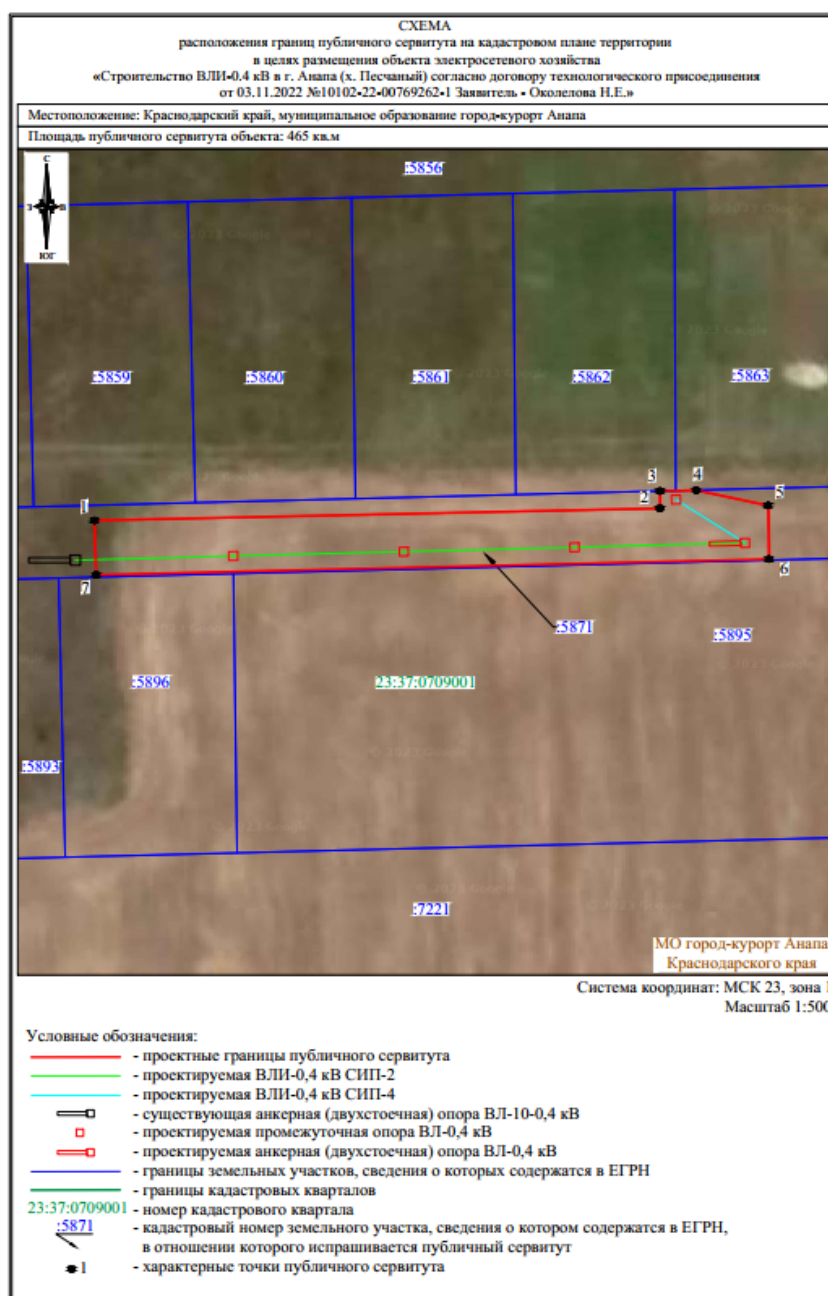 СХЕМА
расположения границ публичного сервитута на кадастровом плане территории
в целях размещения объекта электросетевого хозяйства
«Строительство ВЛИ-0.4 кВ в г. Анапа (х. Песчаный) согласно договору технологического присоединения
от 03.11.2022 №10102-22-00769262-1 Заявитель - Околелова Н.Е.»
Местоположение: Краснодарский край, муниципальное образование город-курорт Анапа
Площадь публичного сервитута объекта: 465 кв.м
С
З В
ЮГ
:5856
:5859
:5860
:5861
:5862
:5863
3
4
2
5
1
6
7
:5871
:5895
:5896
23:37:0709001
:5893
:7221
МО город-курорт Анапа
Краснодарского края
Система координат: МСК 23, зона 1
Масштаб 1:500
Условные обозначения:
- проектные границы публичного сервитута
- проектируемая ВЛИ-0,4 кВ СИП-2
- проектируемая ВЛИ-0,4 кВ СИП-4
- существующая анкерная (двухстоечная) опора ВЛ-10-0,4 кВ
- проектируемая промежуточная опора ВЛ-0,4 кВ
- проектируемая анкерная (двухстоечная) опора ВЛ-0,4 кВ
- границы земельных участков, сведения о которых содержатся в ЕГРН
- границы кадастровых кварталов
23:37:0709001 - номер кадастрового квартала
:5871 - кадастровый номер земельного участка, сведения о котором содержатся в ЕГРН,
в отношении которого испрашивается публичный сервитут
1 - характерные точки публичного сервитута